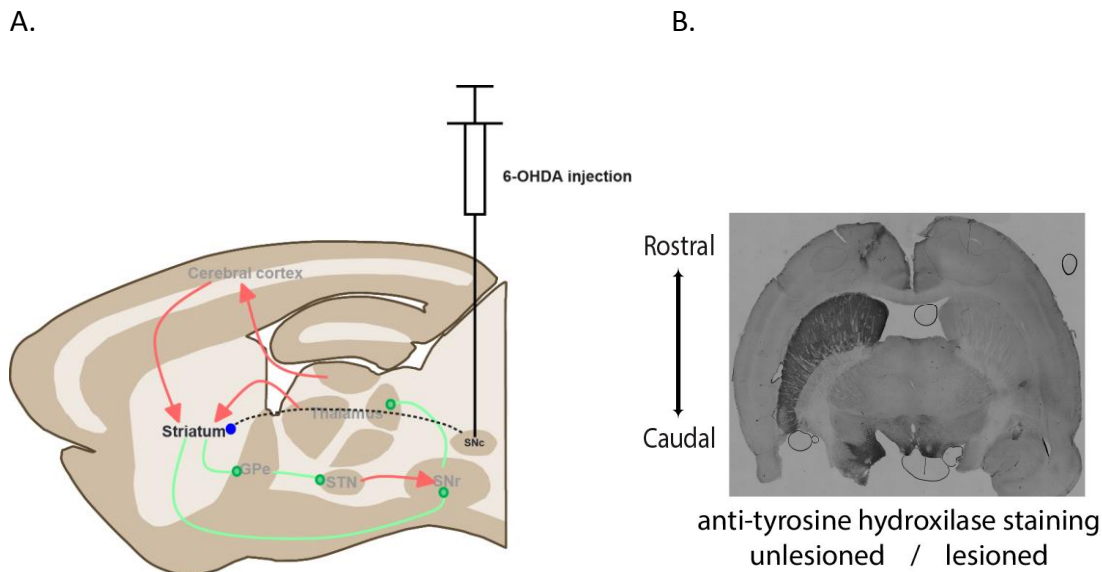 A.
B.
6-OHDA injection
Cerebral cortex
Thalamus
Striatum
SNc
GPe
STN
SNr
Rostral
Caudal
anti-tyrosine hydroxilase staining
unlesioned / lesioned